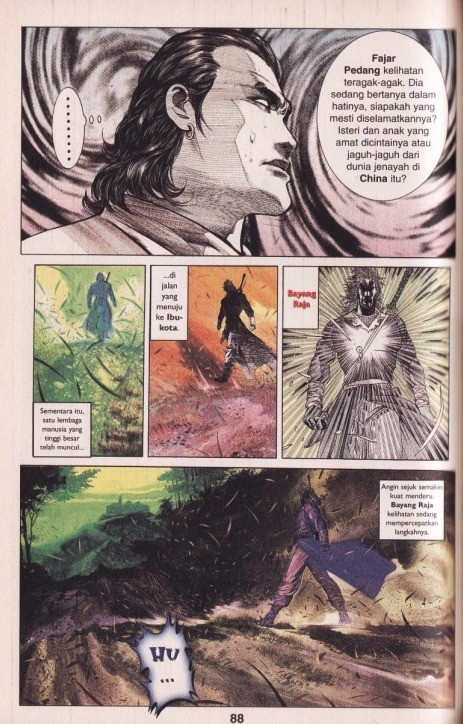 Fajar
Pedang kelihatan
teragak-agak. Dia
sedang bertanya dalam
hatinya, siapakah yang
mesti diselamatkannya?
Isteri dan anak yang
amat dicintainya atau
jaguh-jaguh dari
dunia jenayah di
China itu?
Sementara itu,
satu lembaga
manusia yang
tinggi besar
telah muncul...
...di
jalan
yang
menuju
ke Ibu-
kota.
Bayang
Raja
Angin sejuk semakin
kuat menderu.
Bayang Raja
kelihatan sedang
mempercepatkan
langkahnya.
HU
...
88